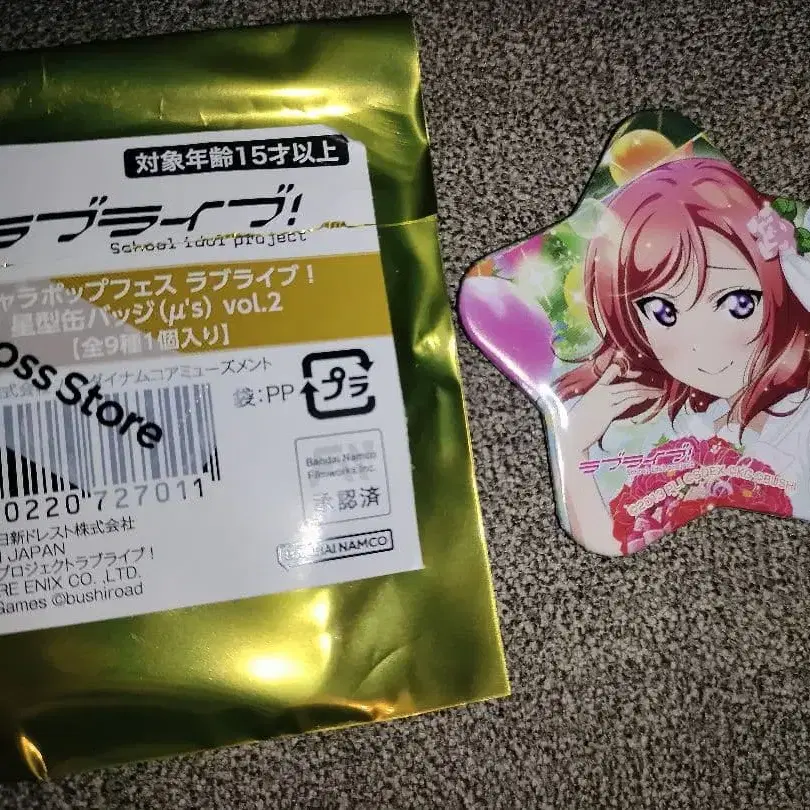 対象年齢15才以上
ラブライブ!
School idol project
ャラポップフェス ラブライブ!
星型缶バッジ(μ's) vol.2
【全9種1個入り】
oss Store
ダイナムコアミューズメント
袋:PP
プラ
0220 727011
Bandai Namco
Filmworks Inc.
承認済
BANDAI NAMCO
日新ドレスト株式会社
JAPAN
プロジェクトラブライブ!
RE ENIX CO.,LTD.
Games ©bushiroad
ラブライブ!